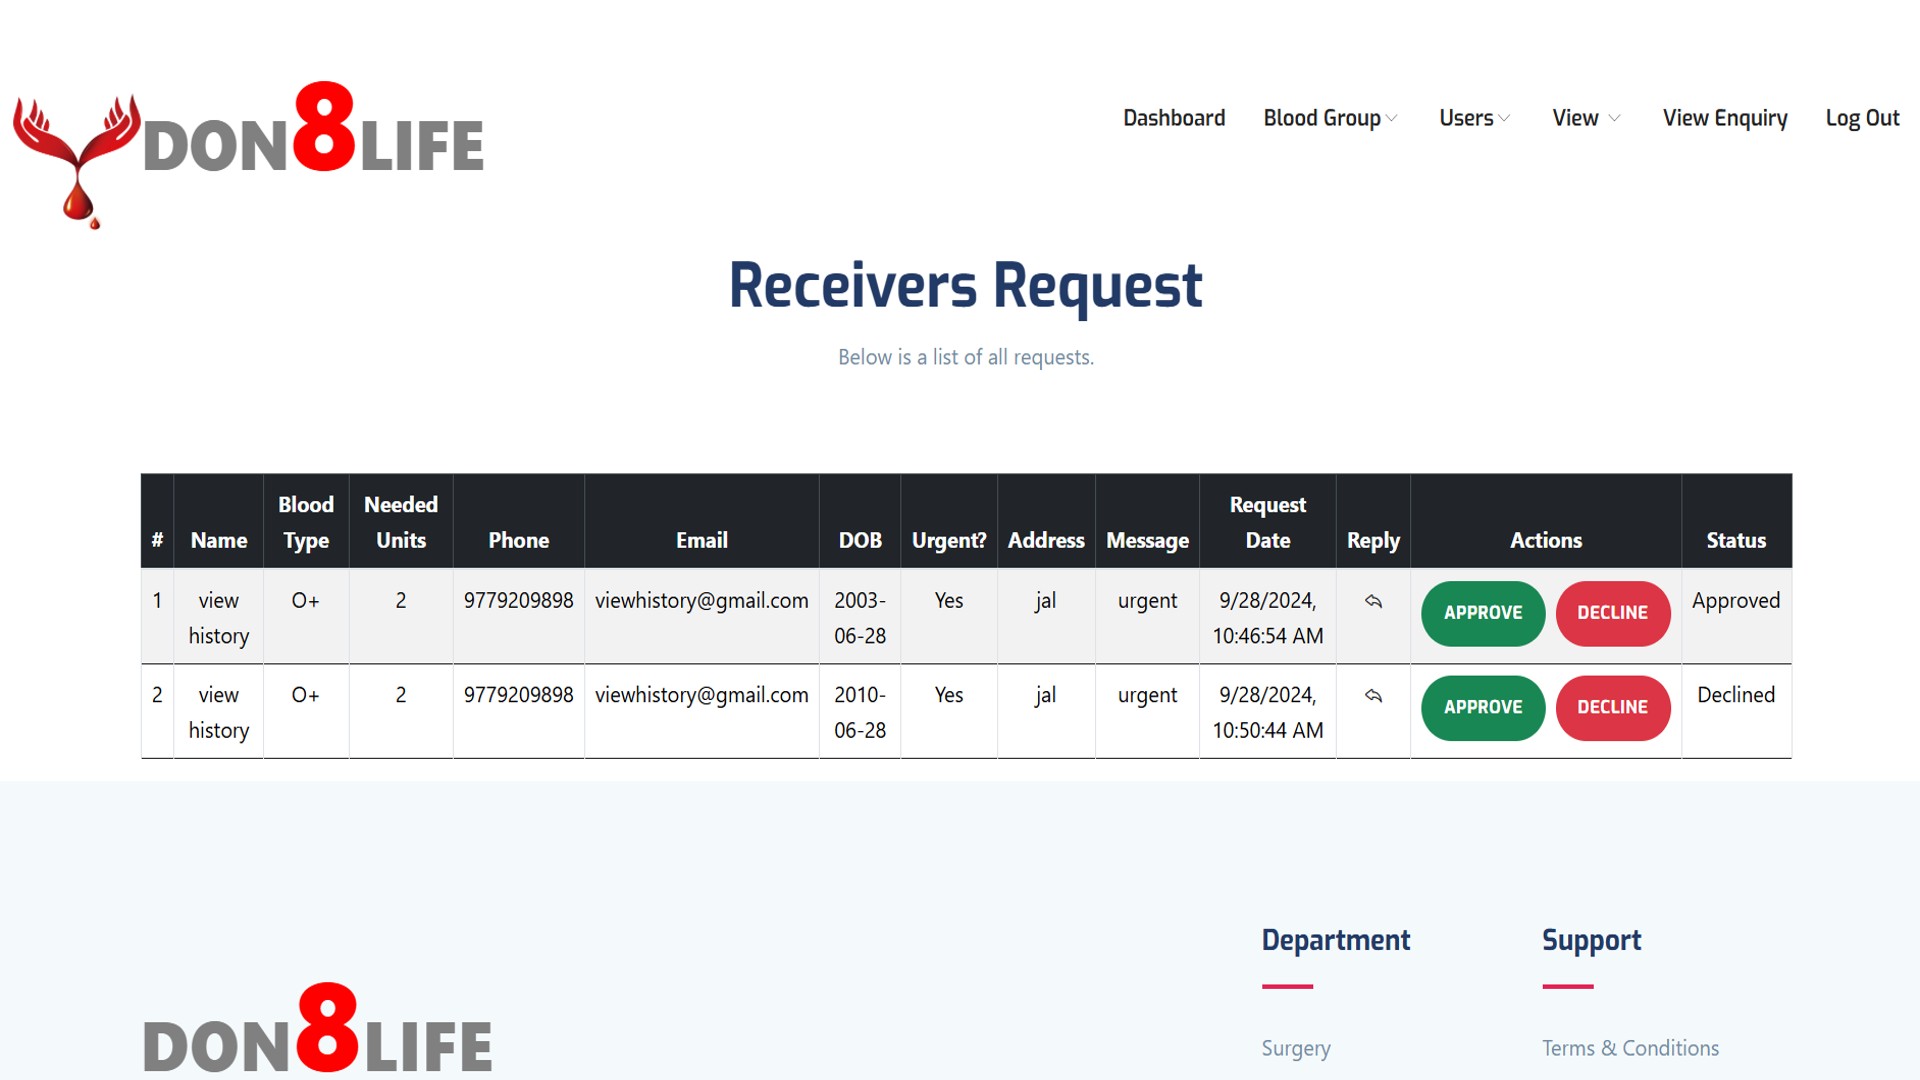 DON8LIFE
Dashboard Blood Group Users View View Enquiry Log Out
Receivers Request
Below is a list of all requests.
# Name Blood Type Needed Units Phone Email DOB Urgent? Address Message Request Date Reply Actions Status
1 view history O+ 2 9779209898 viewhistory@gmail.com 2003-06-28 Yes jal urgent 9/28/2024, 10:46:54 AM APPROVE DECLINE Approved
2 view history O+ 2 9779209898 viewhistory@gmail.com 2010-06-28 Yes jal urgent 9/28/2024, 10:50:44 AM APPROVE DECLINE Declined
DON8LIFE
Department
Surgery
Support
Terms & Conditions